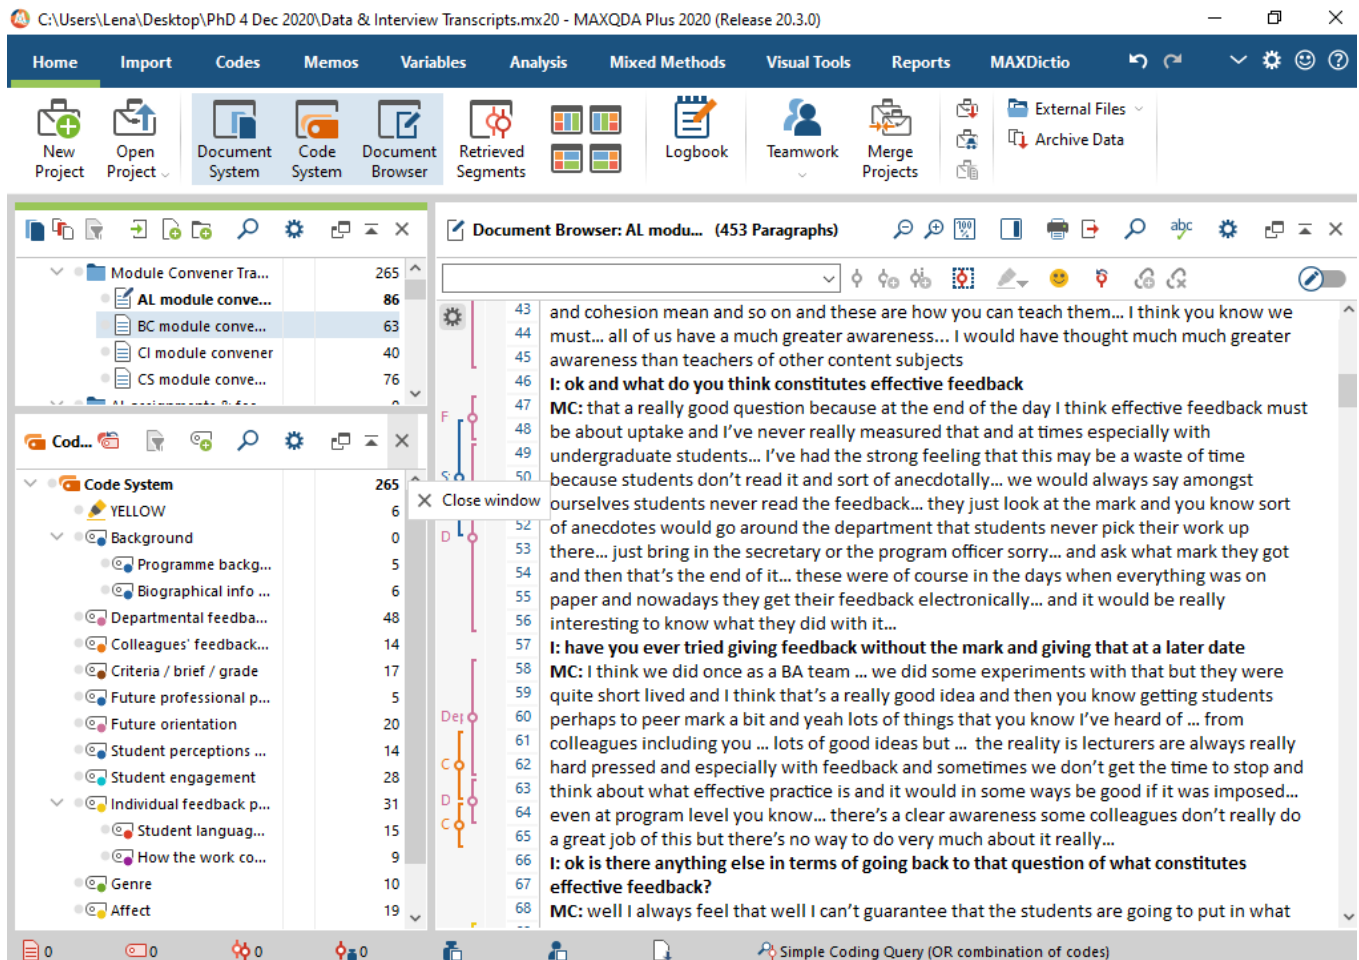 C:\Users\Lena\Desktop\PhD 4 Dec 2020\Data & Interview Transcripts.mx20 - MAXQDA Plus 2020 (Release 20.3.0)
Home Import Codes Memos Variables Analysis Mixed Methods Visual Tools Reports MAXDictio
New Project
Open Project
Document System
Code System
Document Browser
Retrieved Segments
Logbook
Teamwork
Merge Projects
External Files
Archive Data
Module Convener Tra... 265
AL module conve... 86
BC module conve... 63
CI module convener 40
CS module conve... 76
Cod...
Code System 265
YELLOW 6
Background 0
Programme backg... 5
Biographical info ... 6
Departmental feedba... 48
Colleagues' feedback... 14
Criteria / brief / grade 17
Future professional p... 5
Future orientation 20
Student perceptions ... 14
Student engagement 28
Individual feedback p... 31
Student languag... 15
How the work co... 9
Genre 10
Affect 19
Close window
Document Browser: AL modu... (453 Paragraphs)
100 %
abc
F
D
Dep
C
D
C
43 and cohesion mean and so on and these are how you can teach them... I think you know we
44 must... all of us have a much greater awareness... I would have thought much much greater
45 awareness than teachers of other content subjects
46 I: ok and what do you think constitutes effective feedback
47 MC: that a really good question because at the end of the day I think effective feedback must
48 be about uptake and I've never really measured that and at times especially with
49 undergraduate students... I've had the strong feeling that this may be a waste of time
50 because students don't read it and sort of anecdotally... we would always say amongst
ourselves students never read the feedback... they just look at the mark and you know sort
52 of anecdotes would go around the department that students never pick their work up
53 there... just bring in the secretary or the program officer sorry... and ask what mark they got
54 and then that's the end of it... these were of course in the days when everything was on
55 paper and nowadays they get their feedback electronically... and it would be really
56 interesting to know what they did with it...
57 I: have you ever tried giving feedback without the mark and giving that at a later date
58 MC: I think we did once as a BA team ... we did some experiments with that but they were
59 quite short lived and I think that's a really good idea and then you know getting students
60 perhaps to peer mark a bit and yeah lots of things that you know I've heard of ... from
61 colleagues including you ... lots of good ideas but ... the reality is lecturers are always really
62 hard pressed and especially with feedback and sometimes we don't get the time to stop and
63 think about what effective practice is and it would in some ways be good if it was imposed...
64 even at program level you know... there's a clear awareness some colleagues don't really do
65 a great job of this but there's no way to do very much about it really...
66 I: ok is there anything else in terms of going back to that question of what constitutes
67 effective feedback?
68 MC: well I always feel that well I can't guarantee that the students are going to put in what
0 0 0 0
Simple Coding Query (OR combination of codes)